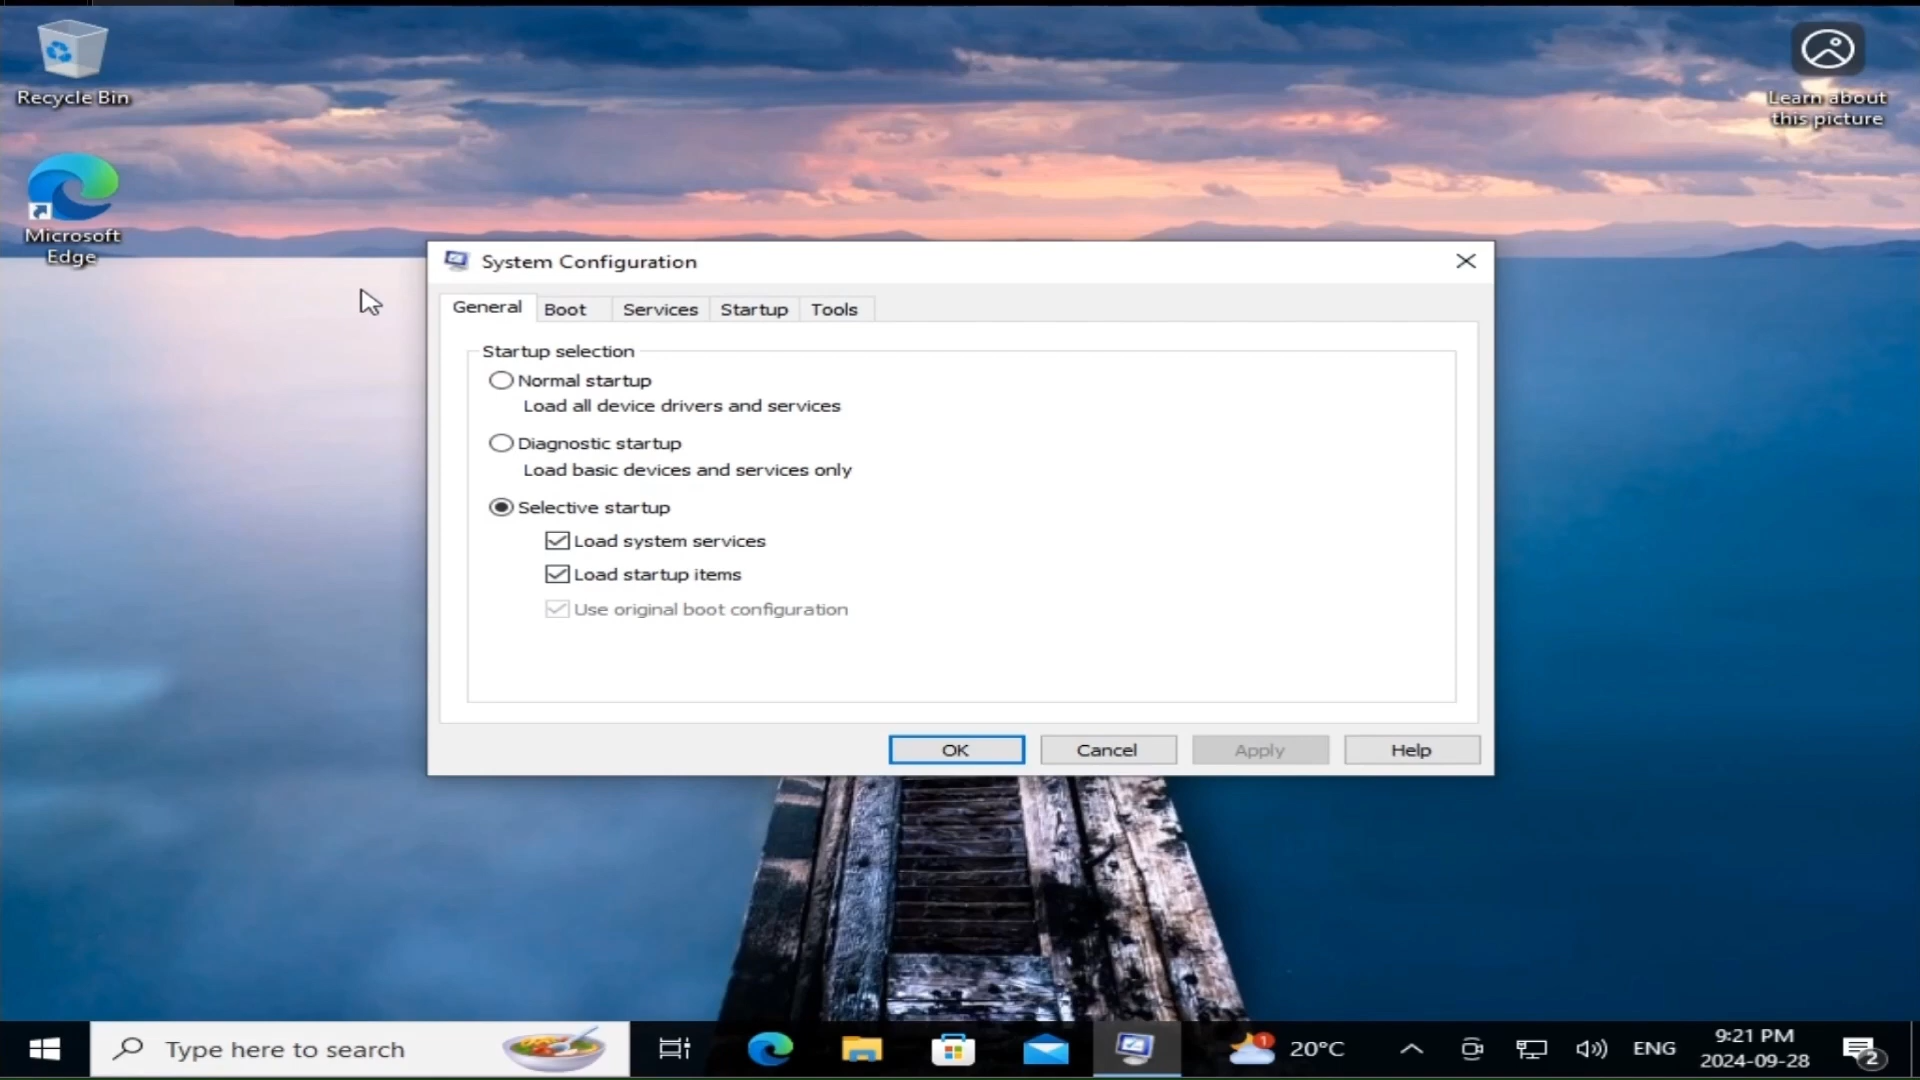 Recycle Bin
Learn about
this picture
Microsoft
Edge
System Configuration
General
Boot
Services
Startup
Tools
Startup selection
Normal startup
Load all device drivers and services
Diagnostic startup
Load basic devices and services only
Selective startup
Load system services
Load startup items
Use original boot configuration
OK
Cancel
Apply
Help
Type here to search
1
20°C
ENG
9:21 PM
2024-09-28
2